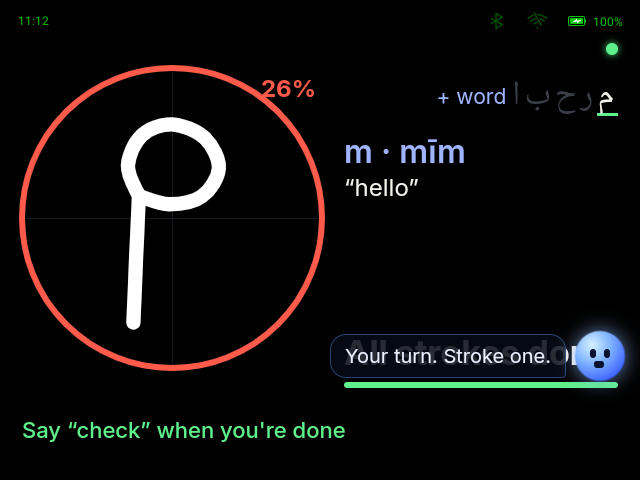 11:12 100%
26%
+ word م ر ح ب ا
m · mīm
“hello”
Your turn. Stroke one.
Say “check” when you're done